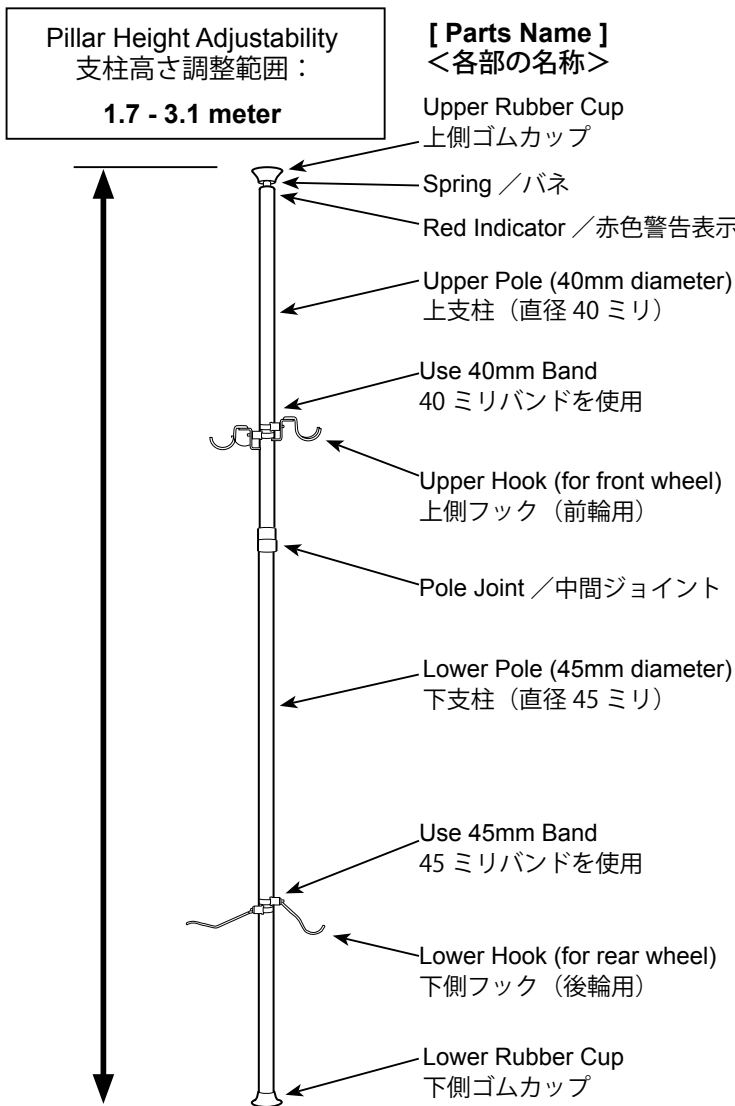 Pillar Height Adjustability
支柱高さ調整範囲：
1.7 - 3.1 meter
[ Parts Name ]
＜各部の名称＞
Upper Rubber Cup
上側ゴムカップ
Spring ／バネ
Red Indicator ／赤色警告表示
Upper Pole (40mm diameter)
上支柱（直径 40 ミリ）
Use 40mm Band
40 ミリバンドを使用
Upper Hook (for front wheel)
上側フック（前輪用）
Pole Joint ／中間ジョイント
Lower Pole (45mm diameter)
下支柱（直径 45 ミリ）
Use 45mm Band
45 ミリバンドを使用
Lower Hook (for rear wheel)
下側フック（後輪用）
Lower Rubber Cup
下側ゴムカップ